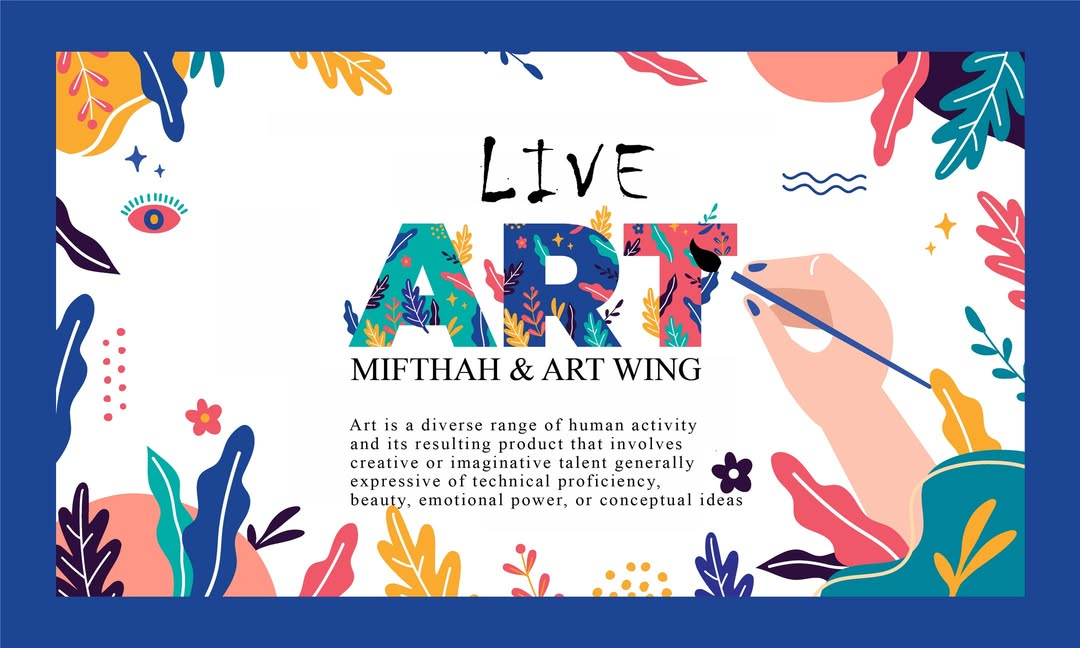 LIVE
ART
MIFTHAH & ART WING
Art is a diverse range of human activity
and its resulting product that involves
creative or imaginative talent generally
expressive of technical proficiency,
beauty, emotional power, or conceptual ideas